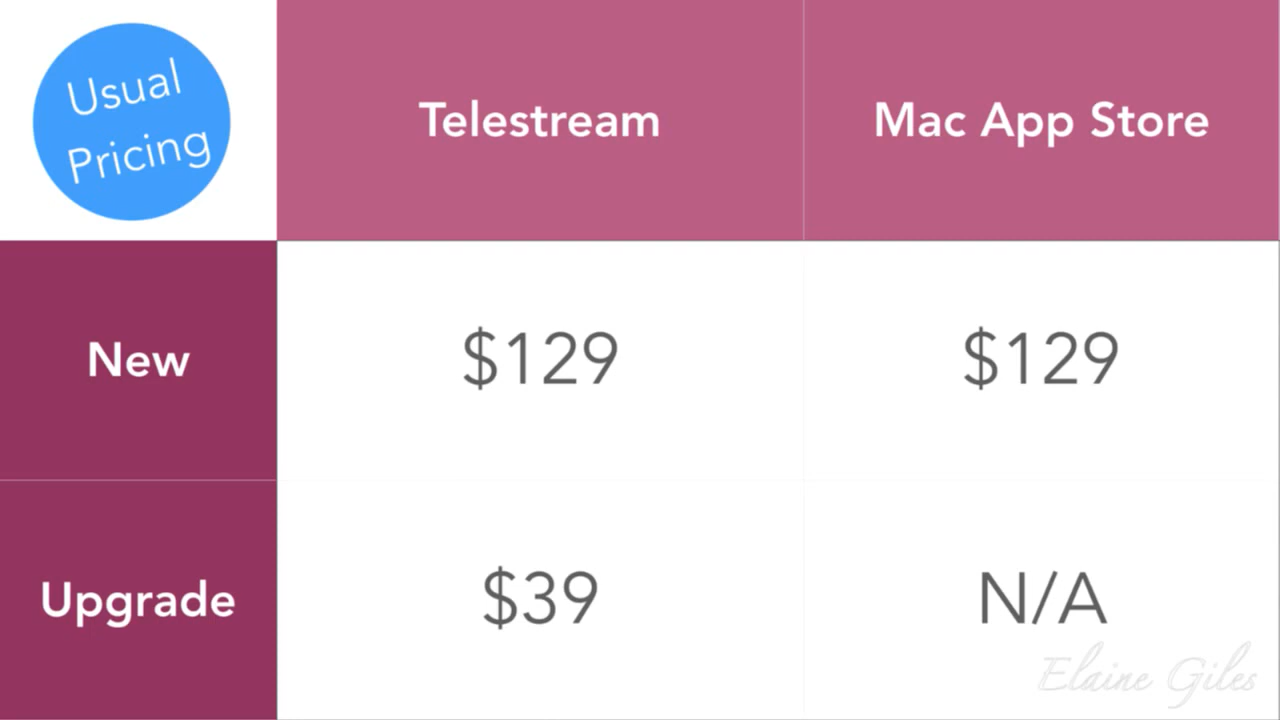 Usual
Pricing
Telestream
Mac App Store
New
$129
$129
Upgrade
$39
N/A
Elaine Giles